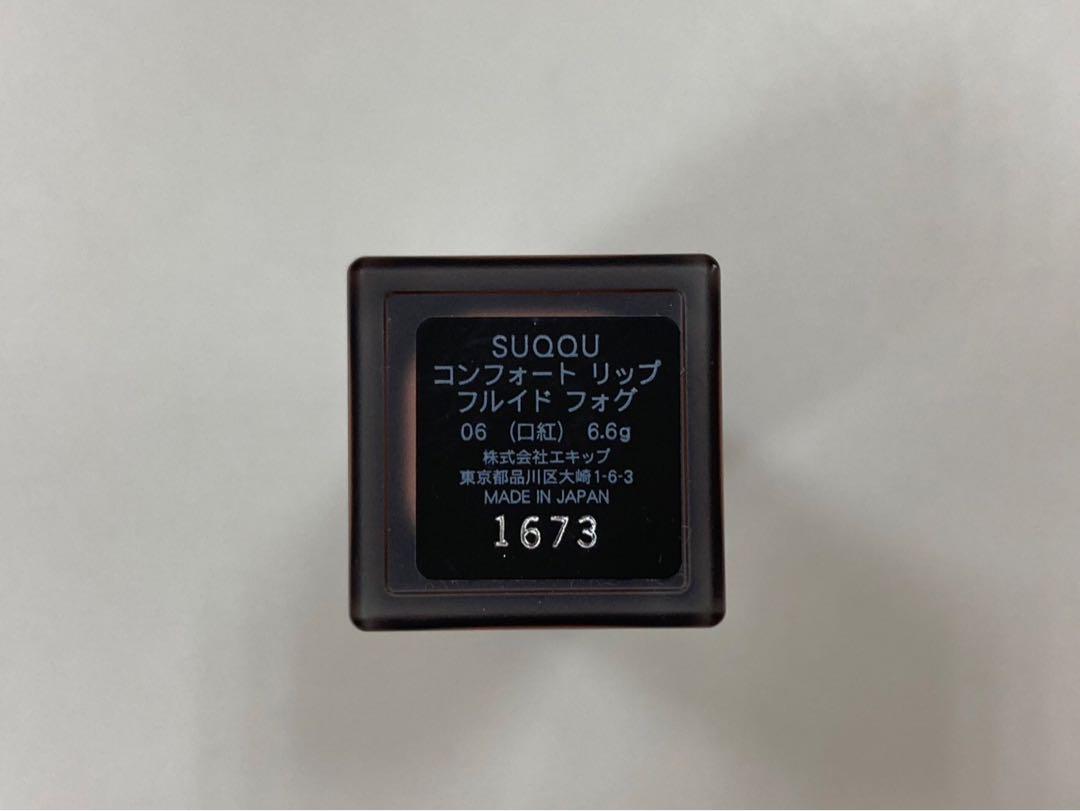 SUQQU
コンフォート リップ
フルイド フォグ
06 (口紅) 6.6g
株式会社エキップ
東京都品川区大崎1-6-3
MADE IN JAPAN
1673